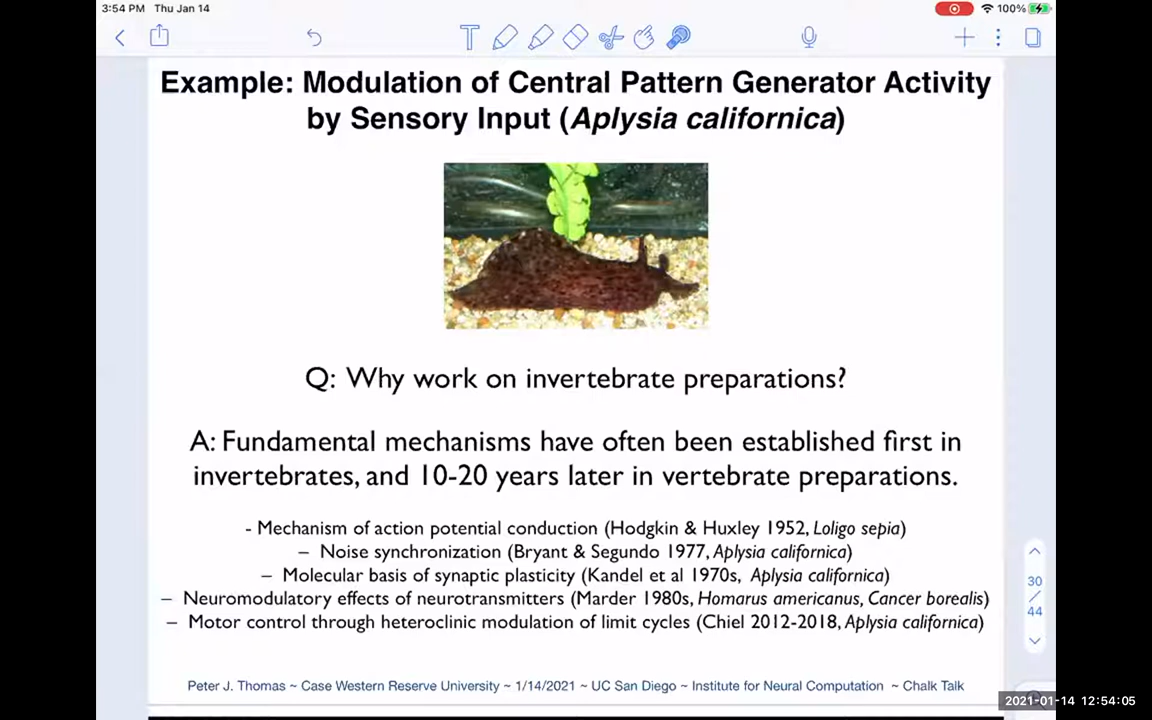 3:54 PM Thu Jan 14
100%
Example: Modulation of Central Pattern Generator Activity
by Sensory Input (Aplysia californica)
Q: Why work on invertebrate preparations?
A: Fundamental mechanisms have often been established first in
invertebrates, and 10-20 years later in vertebrate preparations.
- Mechanism of action potential conduction (Hodgkin & Huxley 1952, Loligo sepia)
– Noise synchronization (Bryant & Segundo 1977, Aplysia californica)
– Molecular basis of synaptic plasticity (Kandel et al 1970s, Aplysia californica)
– Neuromodulatory effects of neurotransmitters (Marder 1980s, Homarus americanus, Cancer borealis)
– Motor control through heteroclinic modulation of limit cycles (Chiel 2012-2018, Aplysia californica)
30
/
44
Peter J. Thomas ~ Case Western Reserve University ~ 1/14/2021 ~ UC San Diego ~ Institute for Neural Computation ~ Chalk Talk
2021-01-14 12:54:05